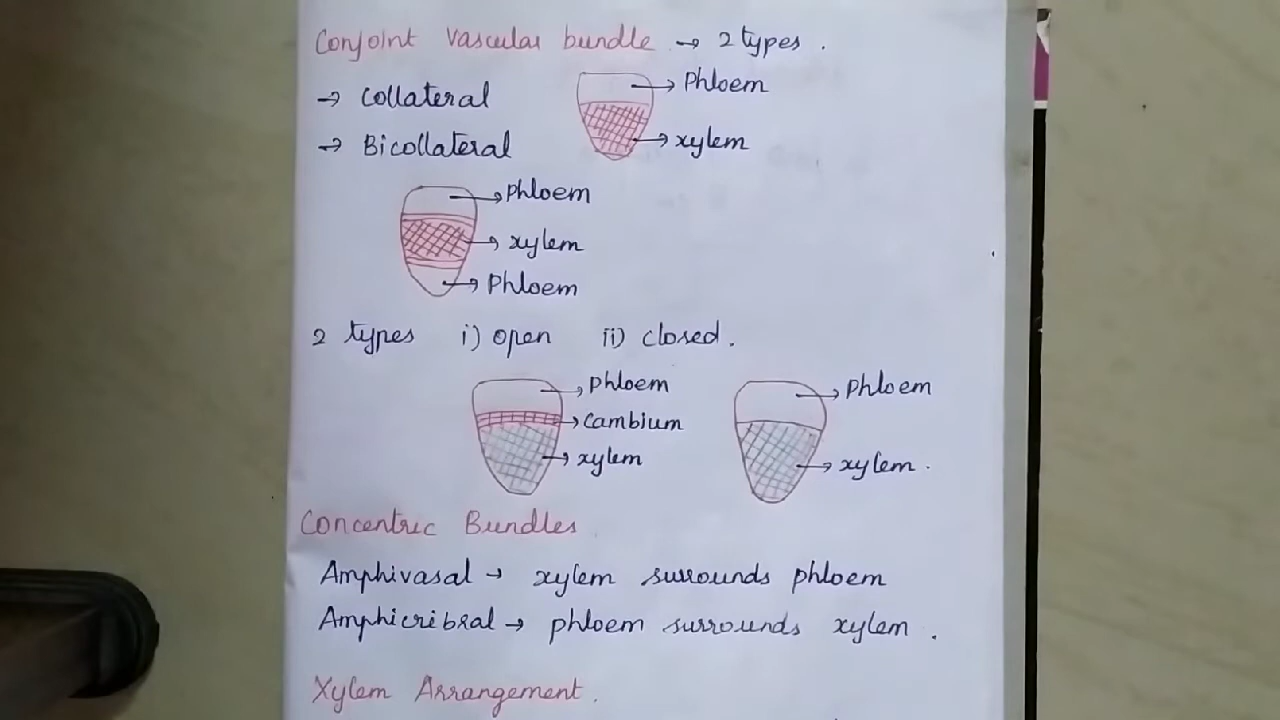 Conjoint Vascular bundle → 2 types .
→ Collateral
Phloem
xylem
→ Bicollateral
Phloem
xylem
Phloem
2 types i) open ii) closed .
Phloem
Cambium
xylem
Phloem
xylem .
Concentric Bundles
Amphivasal → xylem surrounds phloem
Amphicribral → phloem surrounds xylem .
Xylem Arrangement .